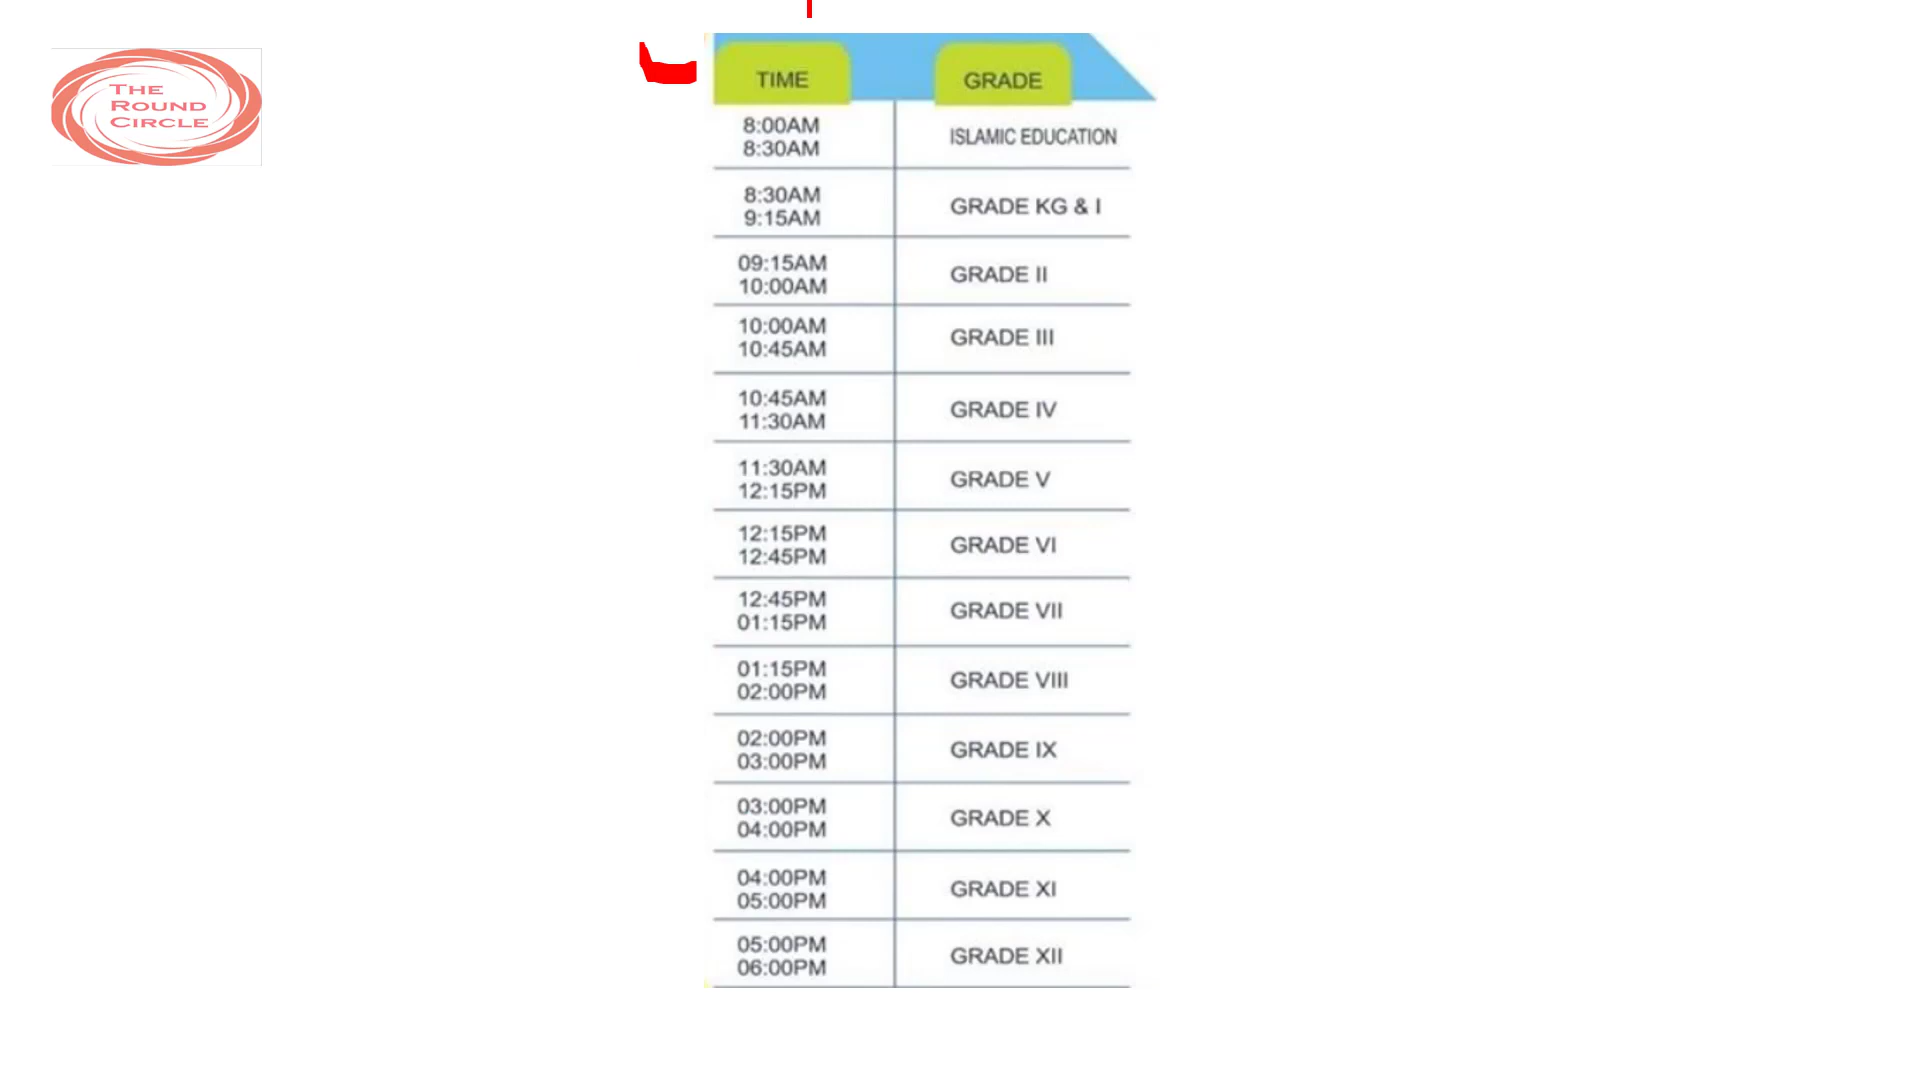 THE
ROUND
CIRCLE
TIME GRADE
8:00AM
8:30AM
ISLAMIC EDUCATION
8:30AM
9:15AM
GRADE KG & I
09:15AM
10:00AM
GRADE II
10:00AM
10:45AM
GRADE III
10:45AM
11:30AM
GRADE IV
11:30AM
12:15PM
GRADE V
12:15PM
12:45PM
GRADE VI
12:45PM
01:15PM
GRADE VII
01:15PM
02:00PM
GRADE VIII
02:00PM
03:00PM
GRADE IX
03:00PM
04:00PM
GRADE X
04:00PM
05:00PM
GRADE XI
05:00PM
06:00PM
GRADE XII